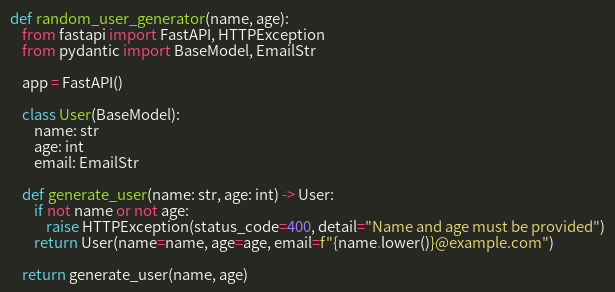 def random_user_generator(name, age):
    from fastapi import FastAPI, HTTPException
    from pydantic import BaseModel, EmailStr

    app = FastAPI()

    class User(BaseModel):
        name: str
        age: int
        email: EmailStr

    def generate_user(name: str, age: int) -> User:
        if not name or not age:
            raise HTTPException(status_code=400, detail="Name and age must be provided")
        return User(name=name, age=age, email=f"{name.lower()}@example.com")

    return generate_user(name, age)